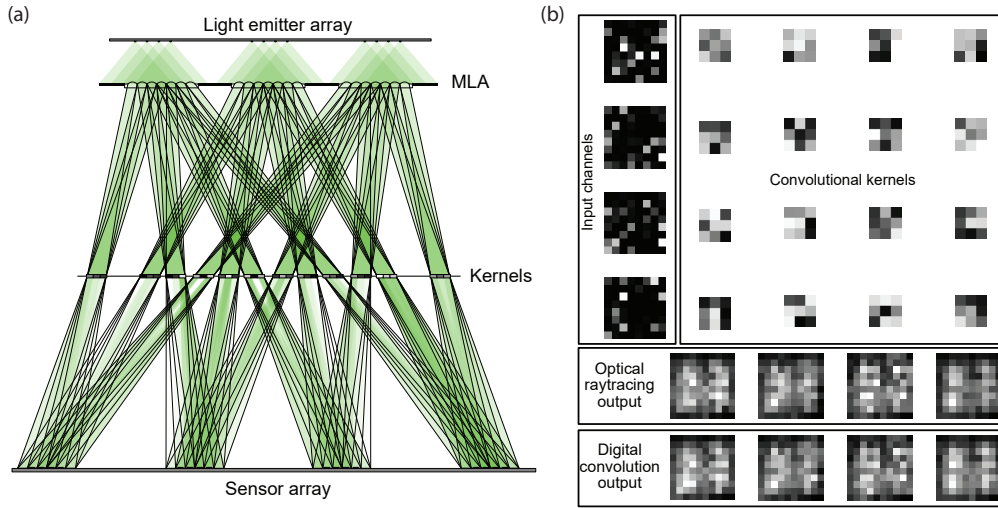 (a)
Light emitter array
MLA
Kernels
Sensor array
(b)
Input channels
Convolutional kernels
Optical
raytracing
output
Digital
convolution
output